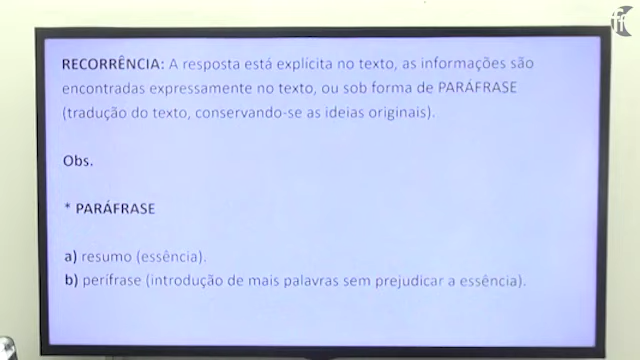 RECORRÊNCIA: A resposta está explícita no texto, as informações são
encontradas expressamente no texto, ou sob forma de PARÁFRASE
(tradução do texto, conservando-se as ideias originais).
Obs.
* PARÁFRASE
a) resumo (essência).
b) perífrase (introdução de mais palavras sem prejudicar a essência).